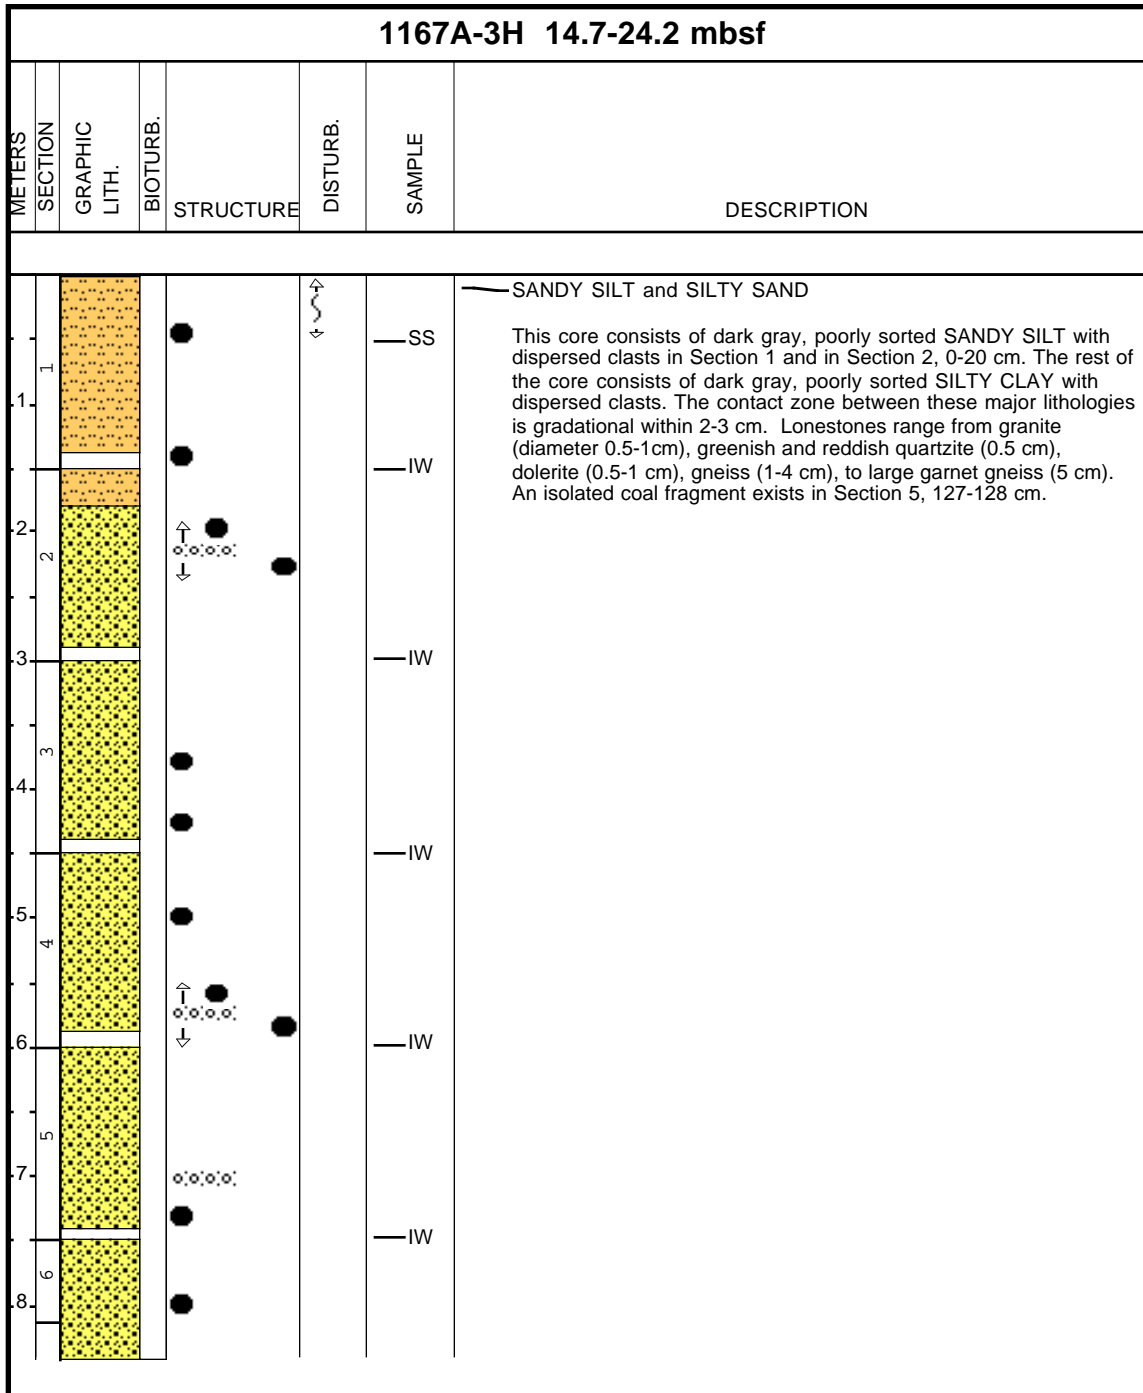 1167A-3H 14.7-24.2 mbsf
METERS
SECTION
GRAPHIC
LITH.
BIOTURB.
STRUCTURE
DISTURB.
SAMPLE
DESCRIPTION
SANDY SILT and SILTY SAND
This core consists of dark gray, poorly sorted SANDY SILT with
dispersed clasts in Section 1 and in Section 2, 0-20 cm. The rest of
the core consists of dark gray, poorly sorted SILTY CLAY with
dispersed clasts. The contact zone between these major lithologies
is gradational within 2-3 cm. Lonestones range from granite
(diameter 0.5-1cm), greenish and reddish quartzite (0.5 cm),
dolerite (0.5-1 cm), gneiss (1-4 cm), to large garnet gneiss (5 cm).
An isolated coal fragment exists in Section 5, 127-128 cm.
SS
1
1
IW
2
2
IW
3
3
4
IW
5
4
IW
6
5
7
IW
6
8